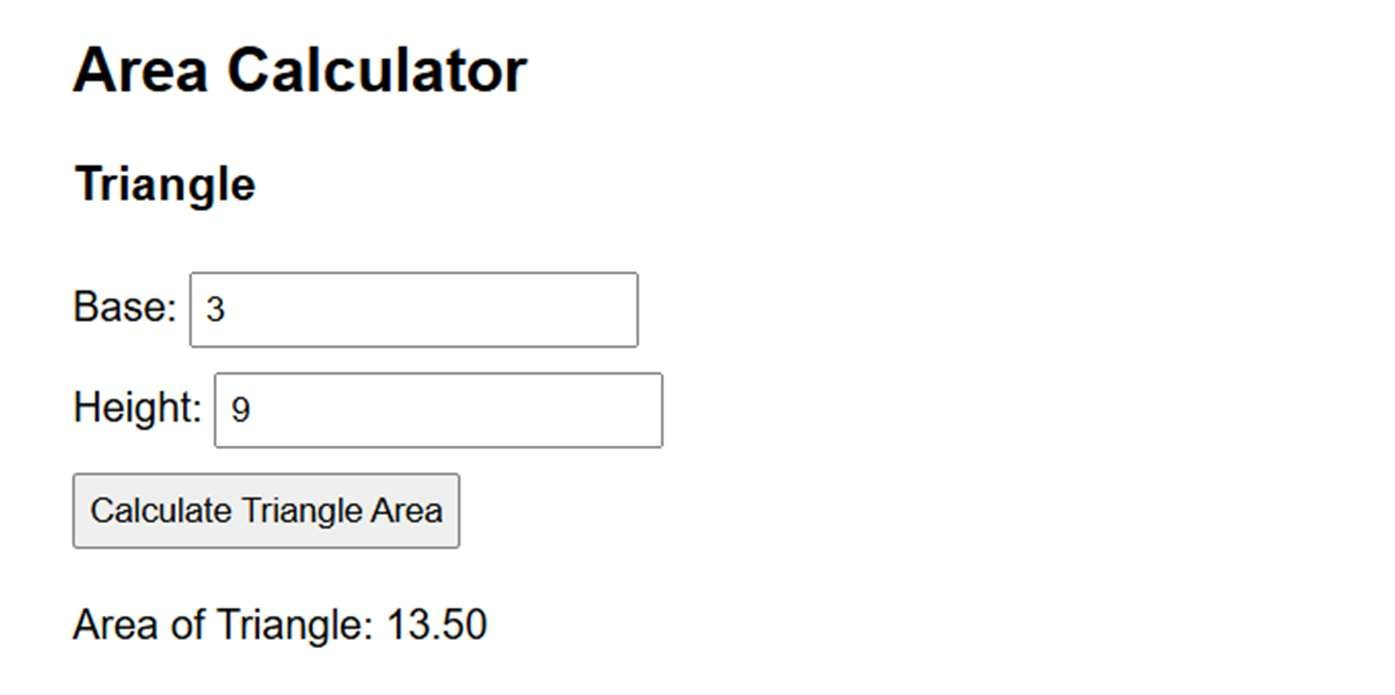 Area Calculator
Triangle
Base: 3
Height: 9
Calculate Triangle Area
Area of Triangle: 13.50